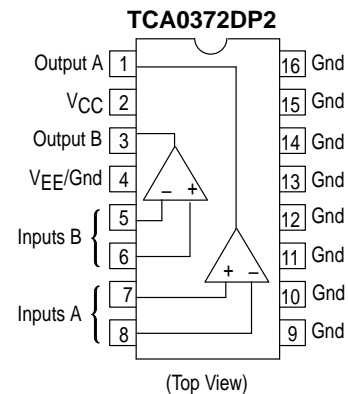 TCA0372DP2
Output A 1 16 Gnd
VCC 2 15 Gnd
Output B 3 14 Gnd
VEE/Gnd 4 13 Gnd
5 – + 12 Gnd
Inputs B
6 11 Gnd
7 + – 10 Gnd
Inputs A
8 9 Gnd
(Top View)